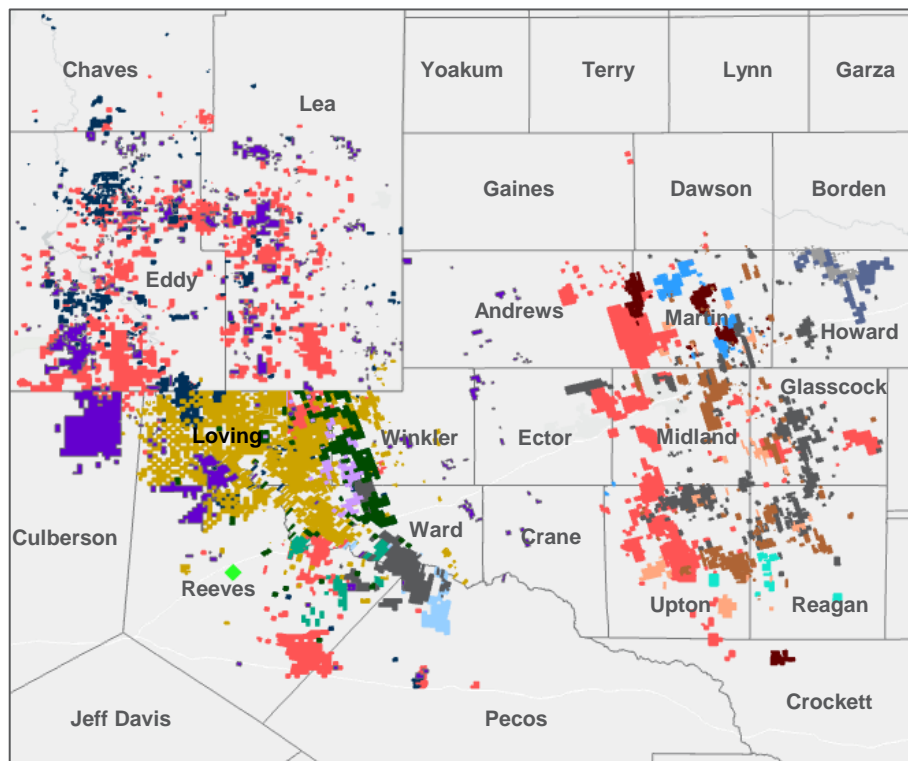 Chaves
Yoakum
Terry
Lynn
Garza
Lea
Gaines
Dawson
Borden
Eddy
Andrews
Martin
Howard
Glasscock
Loving
Winkler
Ector
Midland
Culberson
Ward
Crane
Reeves
Upton
Reagan
Crockett
Jeff Davis
Pecos